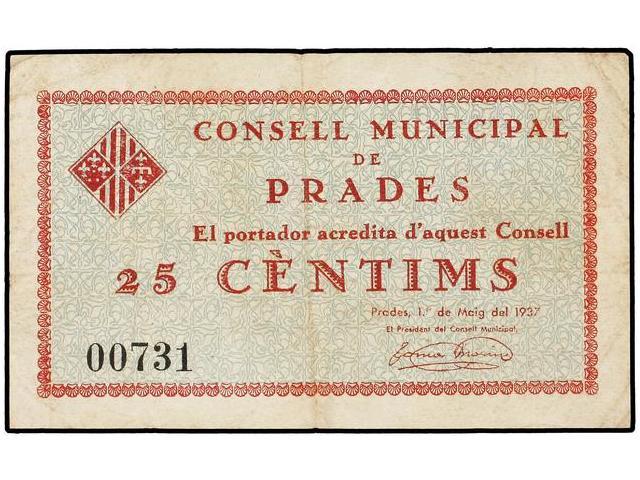 CONSELL MUNICIPAL
DE
PRADES
El portador acredita d'aquest Consell
25 CÈNTIMS
Prades, 1.º de Maig del 1937
El President del Consell Municipal,
00731